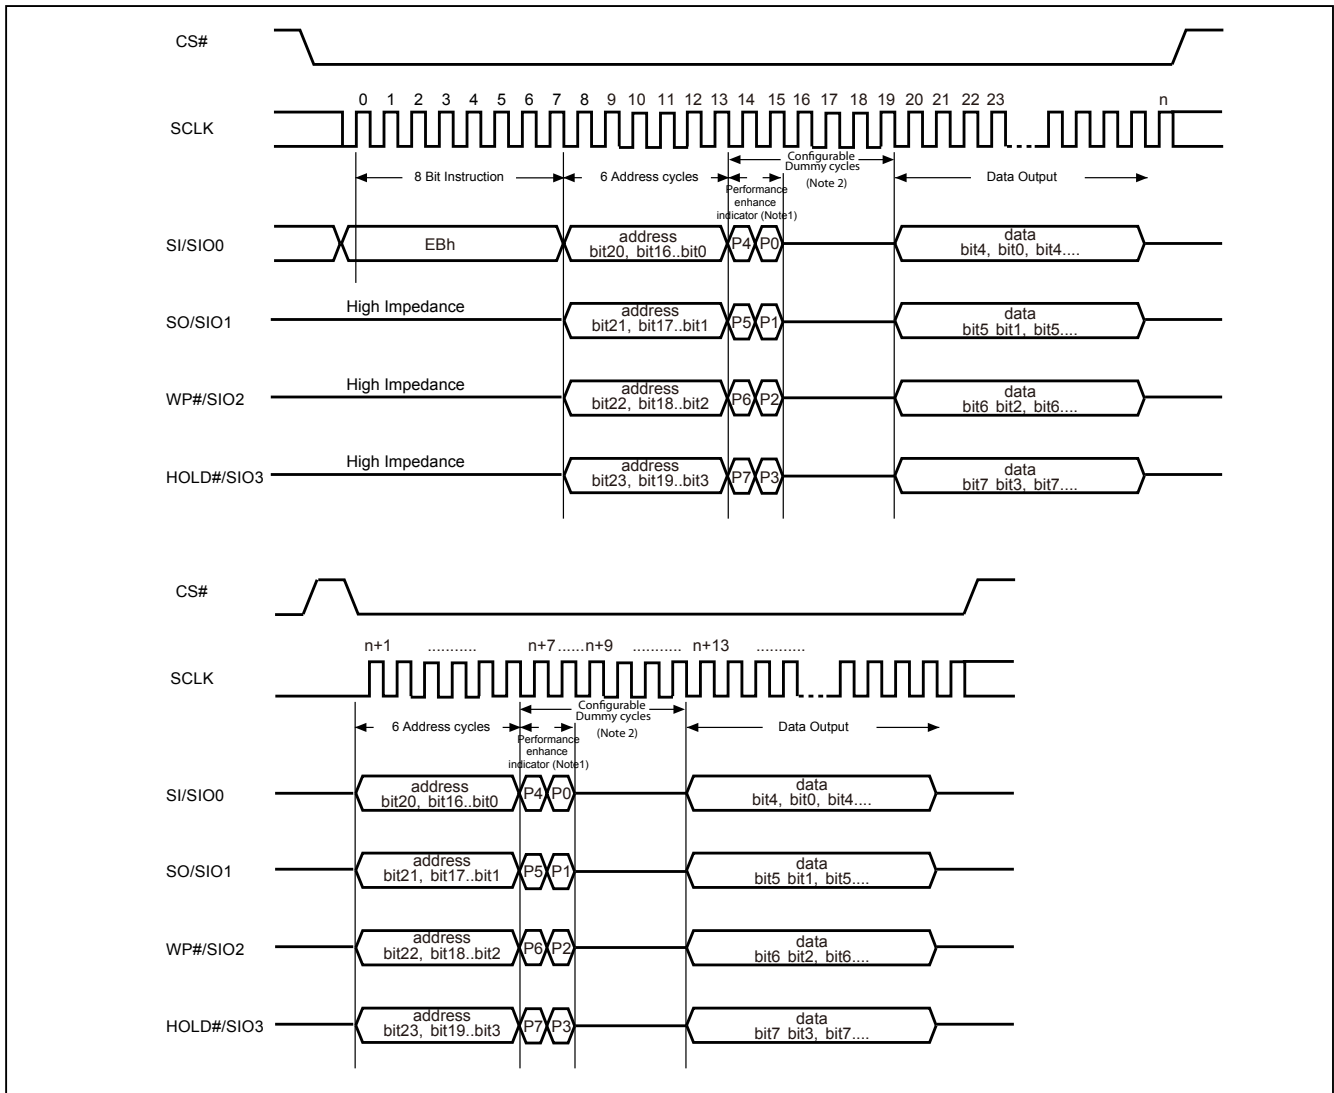 CS#
0 1 2 3 4 5 6 7 8 9 10 11 12 13 14 15 16 17 18 19 20 21 22 23 n
SCLK
8 Bit Instruction
6 Address cycles
Configurable
Dummy cycles
(Note 2)
Performance
enhance
indicator (Note1)
Data Output
SI/SIO0
EBh
address
bit20, bit16..bit0
P4 P0
data
bit4, bit0, bit4....
SO/SIO1
High Impedance
address
bit21, bit17..bit1
P5 P1
data
bit5 bit1, bit5....
WP#/SIO2
High Impedance
address
bit22, bit18..bit2
P6 P2
data
bit6 bit2, bit6....
HOLD#/SIO3
High Impedance
address
bit23, bit19..bit3
P7 P3
data
bit7 bit3, bit7....
CS#
n+1 ........... n+7......n+9 ........... n+13 ...........
SCLK
6 Address cycles
Configurable
Dummy cycles
(Note 2)
Performance
enhance
indicator (Note1)
Data Output
SI/SIO0
address
bit20, bit16..bit0
P4 P0
data
bit4, bit0, bit4....
SO/SIO1
address
bit21, bit17..bit1
P5 P1
data
bit5 bit1, bit5....
WP#/SIO2
address
bit22, bit18..bit2
P6 P2
data
bit6 bit2, bit6....
HOLD#/SIO3
address
bit23, bit19..bit3
P7 P3
data
bit7 bit3, bit7....